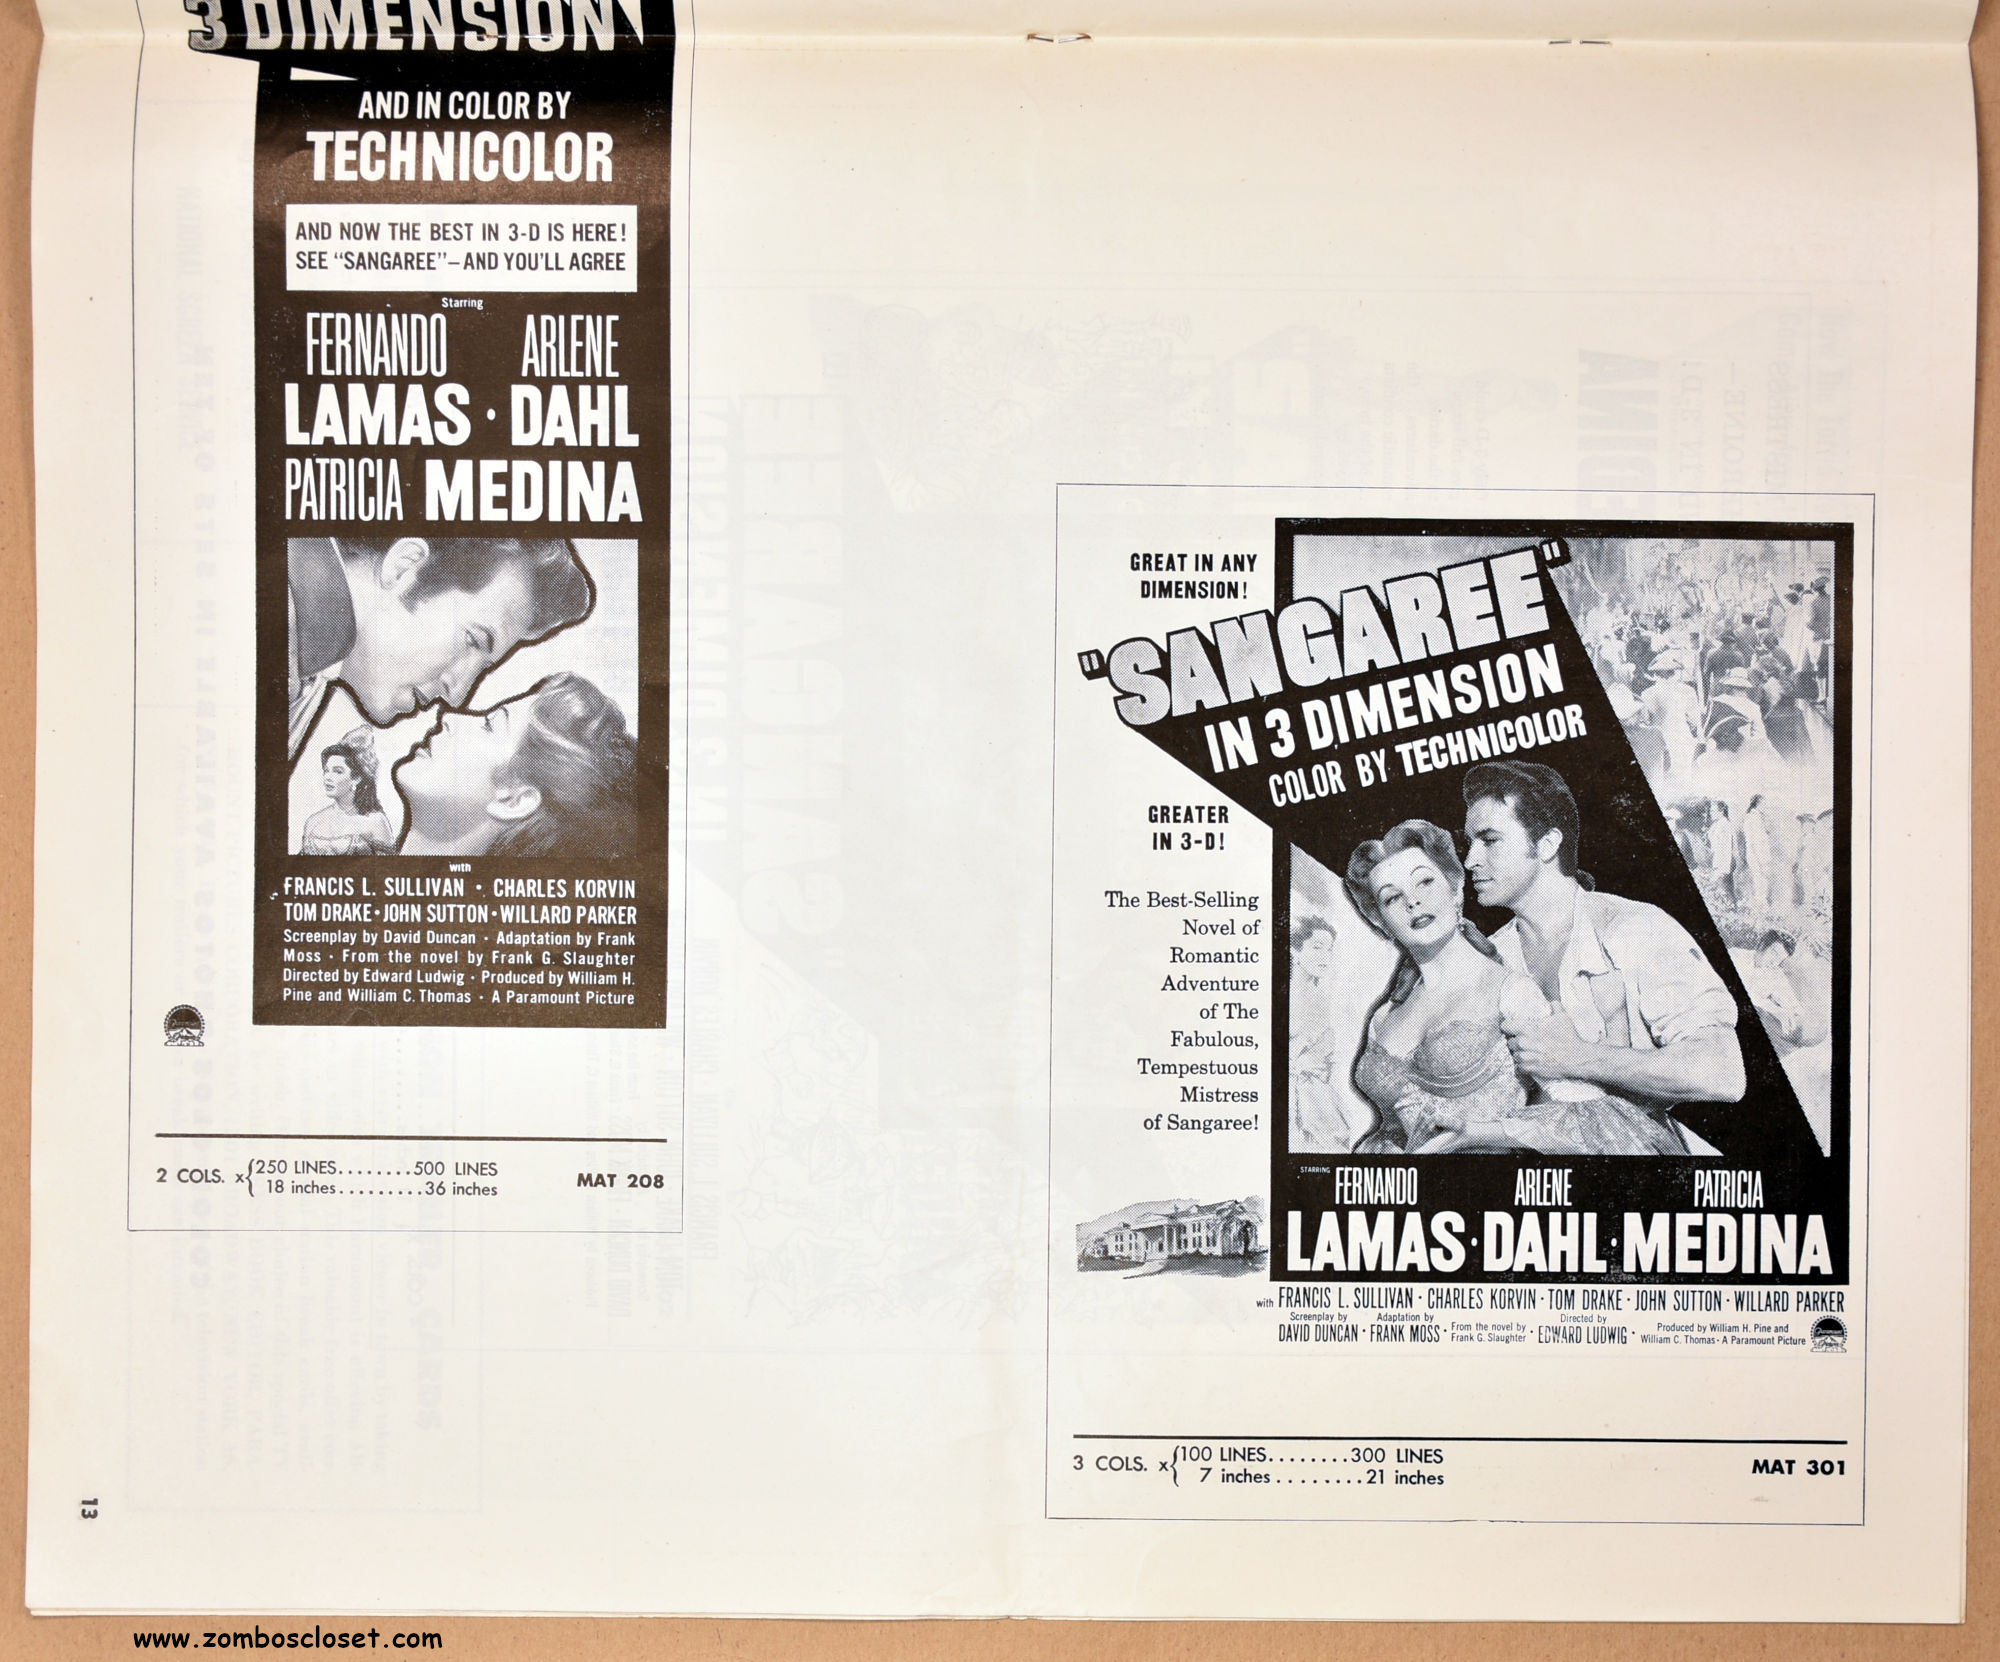 3 DIMENSION
AND IN COLOR BY
TECHNICOLOR
AND NOW THE BEST IN 3-D IS HERE!
SEE "SANGAREE"—AND YOU'LL AGREE
Starring
FERNANDO ARLENE
LAMAS · DAHL
PATRICIA MEDINA
with
FRANCIS L. SULLIVAN · CHARLES KORVIN
TOM DRAKE · JOHN SUTTON · WILLARD PARKER
Screenplay by David Duncan · Adaptation by Frank
Moss · From the novel by Frank G. Slaughter
Directed by Edward Ludwig · Produced by William H.
Pine and William C. Thomas · A Paramount Picture
Paramount
2 COLS. x { 250 LINES........500 LINES
18 inches.........36 inches
MAT 208
13
GREAT IN ANY
DIMENSION!
"SANGAREE"
IN 3 DIMENSION
COLOR BY TECHNICOLOR
GREATER
IN 3-D!
The Best-Selling
Novel of
Romantic
Adventure
of The
Fabulous,
Tempestuous
Mistress
of Sangaree!
STARRING
FERNANDO ARLENE PATRICIA
LAMAS · DAHL · MEDINA
with FRANCIS L. SULLIVAN · CHARLES KORVIN · TOM DRAKE · JOHN SUTTON · WILLARD PARKER
Screenplay by DAVID DUNCAN · Adaptation by FRANK MOSS · From the novel by Frank G. Slaughter · Directed by EDWARD LUDWIG · Produced by William H. Pine and William C. Thomas · A Paramount Picture
Paramount
3 COLS. x { 100 LINES........300 LINES
7 inches.........21 inches
MAT 301
www.zomboscloset.com